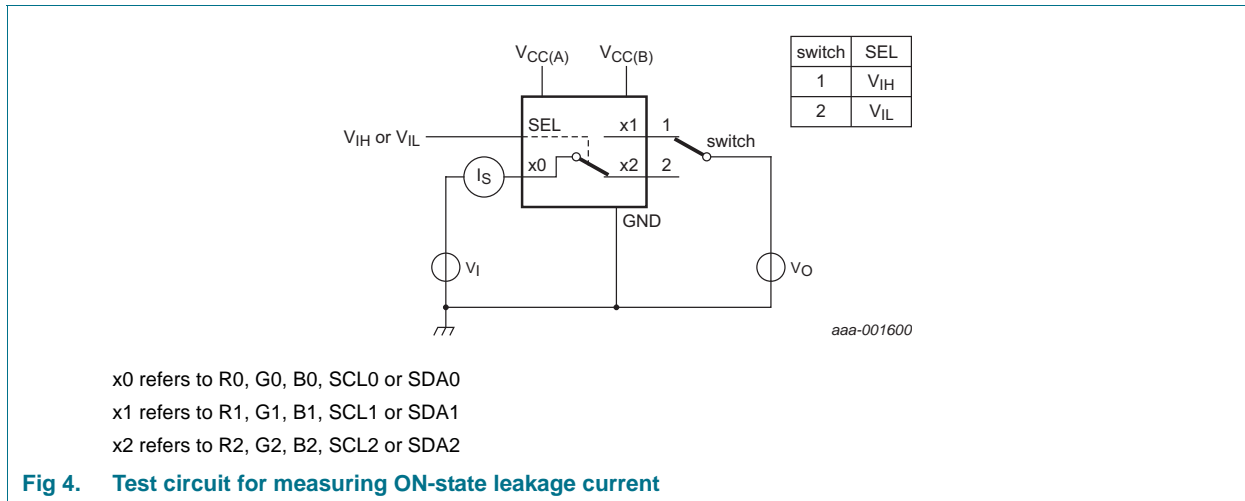 VCC(A) VCC(B)
switch SEL
1 VIH
2 VIL
VIH or VIL
SEL x1 1
switch
x0 x2 2
IS
GND
VI
VO
aaa-001600
x0 refers to R0, G0, B0, SCL0 or SDA0
x1 refers to R1, G1, B1, SCL1 or SDA1
x2 refers to R2, G2, B2, SCL2 or SDA2
Fig 4. Test circuit for measuring ON-state leakage current